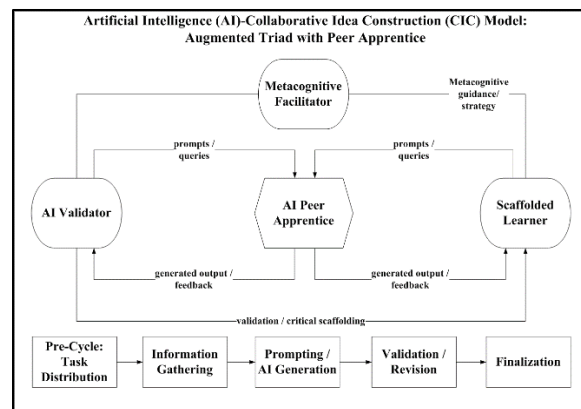 Artificial Intelligence (AI)-Collaborative Idea Construction (CIC) Model:
Augmented Triad with Peer Apprentice
Metacognitive
Facilitator
Metacognitive
guidance/
strategy
prompts /
queries
prompts /
queries
AI Validator
AI Peer
Apprentice
Scaffolded
Learner
generated output /
feedback
generated output /
feedback
validation / critical scaffolding
Pre-Cycle:
Task
Distribution
Information
Gathering
Prompting /
AI Generation
Validation /
Revision
Finalization